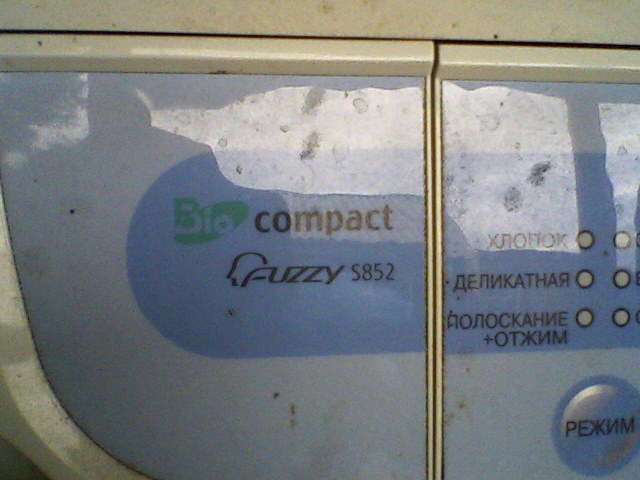 Bio compact
Fuzzy S852
ХЛОПОК
ДЕЛИКАТНАЯ
ПОЛОСКАНИЕ
+ОТЖИМ
РЕЖИМ